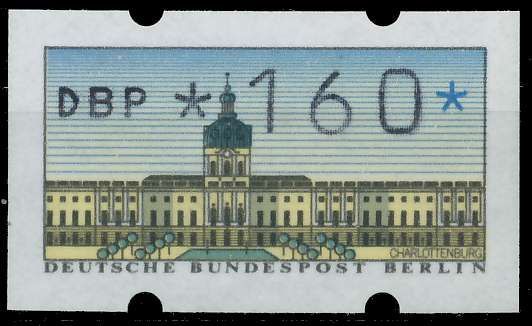 DBP *160*
CHARLOTTENBURG
DEUTSCHE BUNDESPOST BERLIN